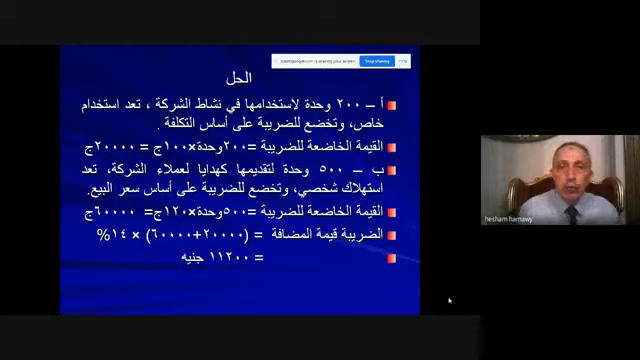 الحل
أ – ٢٠٠ وحدة لاستخدامها في نشاط الشركة ، تعد استخدام
خاص، وتخضع للضريبة على أساس التكلفة .
القيمة الخاضعة للضريبة =٢٠٠وحدة×١٠٠ج = ٢٠٠٠٠ج
ب – ٥٠٠ وحدة لتقديمها كهدايا لعملاء الشركة، تعد
استهلاك شخصي، وتخضع للضريبة على أساس سعر البيع.
القيمة الخاضعة للضريبة =٥٠٠وحدة×١٢٠ج= ٦٠٠٠٠ج
الضريبة قيمة المضافة = (٢٠٠٠٠+٦٠٠٠٠) × ١٤%
= ١١٢٠٠ جنيه
Stop sharing
hesham hamawy